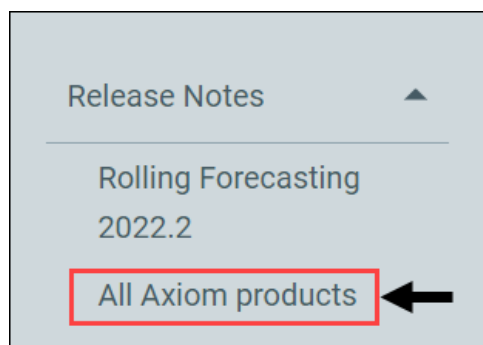 Release Notes
Rolling Forecasting
2022.2
All Axiom products